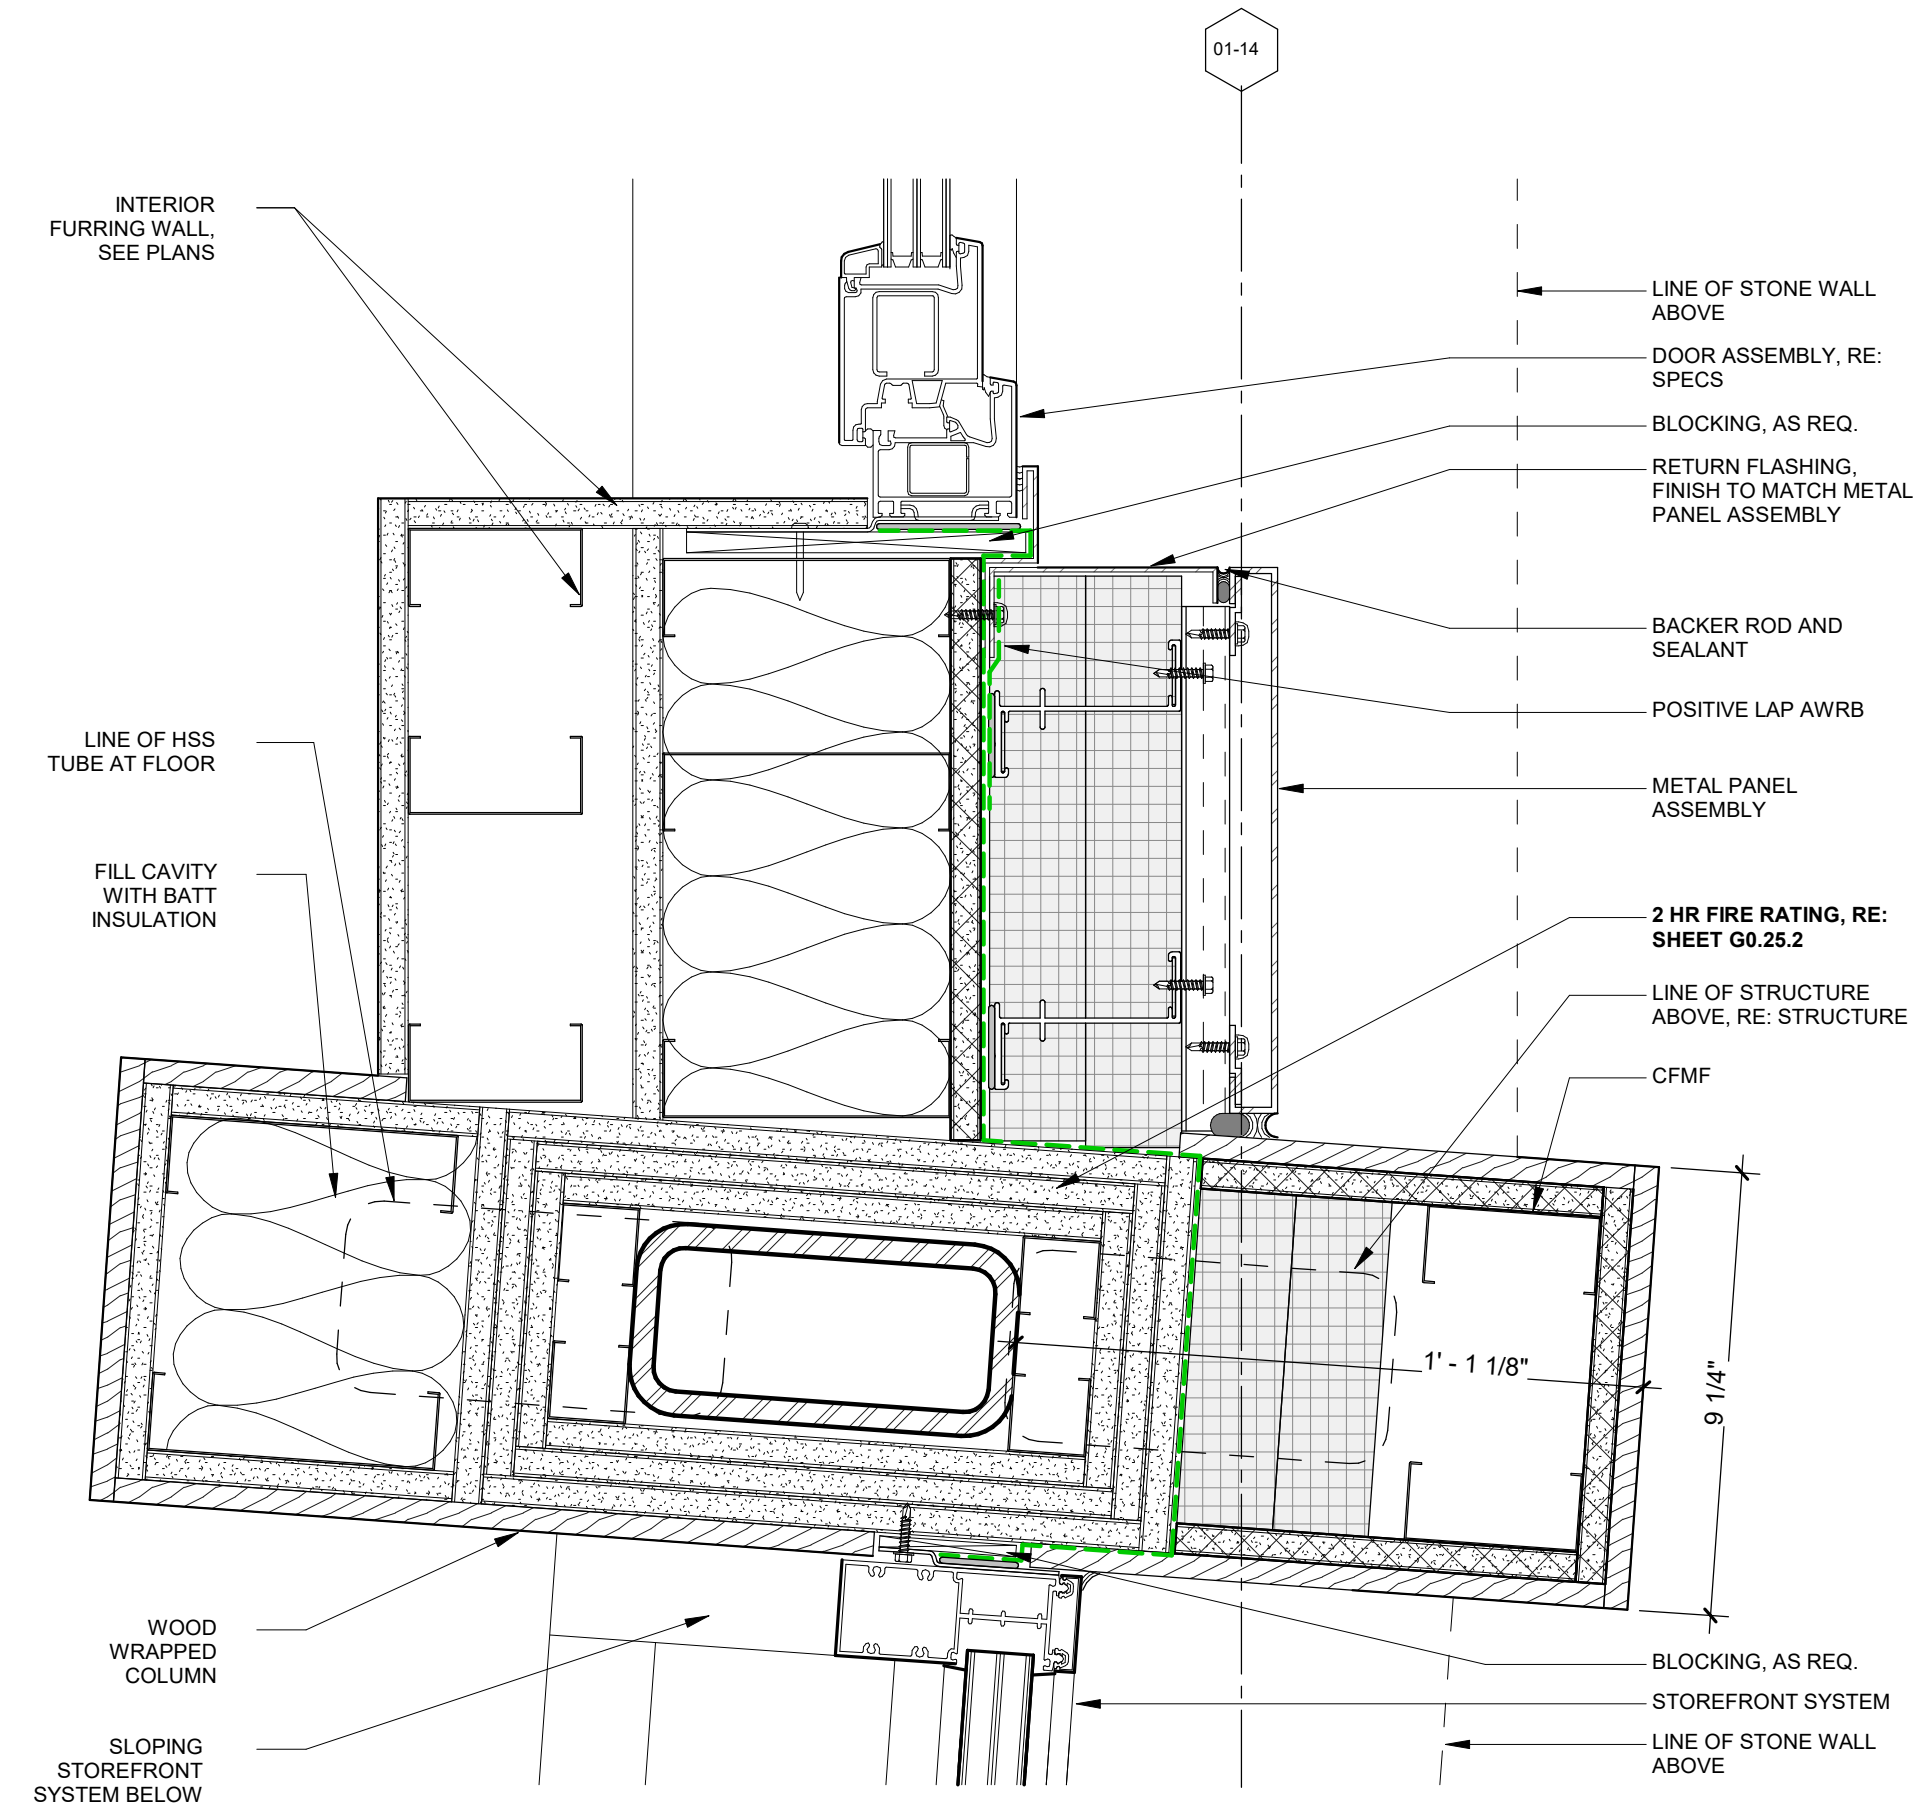 01-14
INTERIOR
FURRING WALL,
SEE PLANS
LINE OF HSS
TUBE AT FLOOR
FILL CAVITY
WITH BATT
INSULATION
WOOD
WRAPPED
COLUMN
SLOPING
STOREFRONT
SYSTEM BELOW
LINE OF STONE WALL
ABOVE
DOOR ASSEMBLY, RE:
SPECS
BLOCKING, AS REQ.
RETURN FLASHING,
FINISH TO MATCH METAL
PANEL ASSEMBLY
BACKER ROD AND
SEALANT
POSITIVE LAP AWRB
METAL PANEL
ASSEMBLY
2 HR FIRE RATING, RE:
SHEET G0.25.2
LINE OF STRUCTURE
ABOVE, RE: STRUCTURE
CFMF
1' - 1 1/8"
9 1/4"
BLOCKING, AS REQ.
STOREFRONT SYSTEM
LINE OF STONE WALL
ABOVE